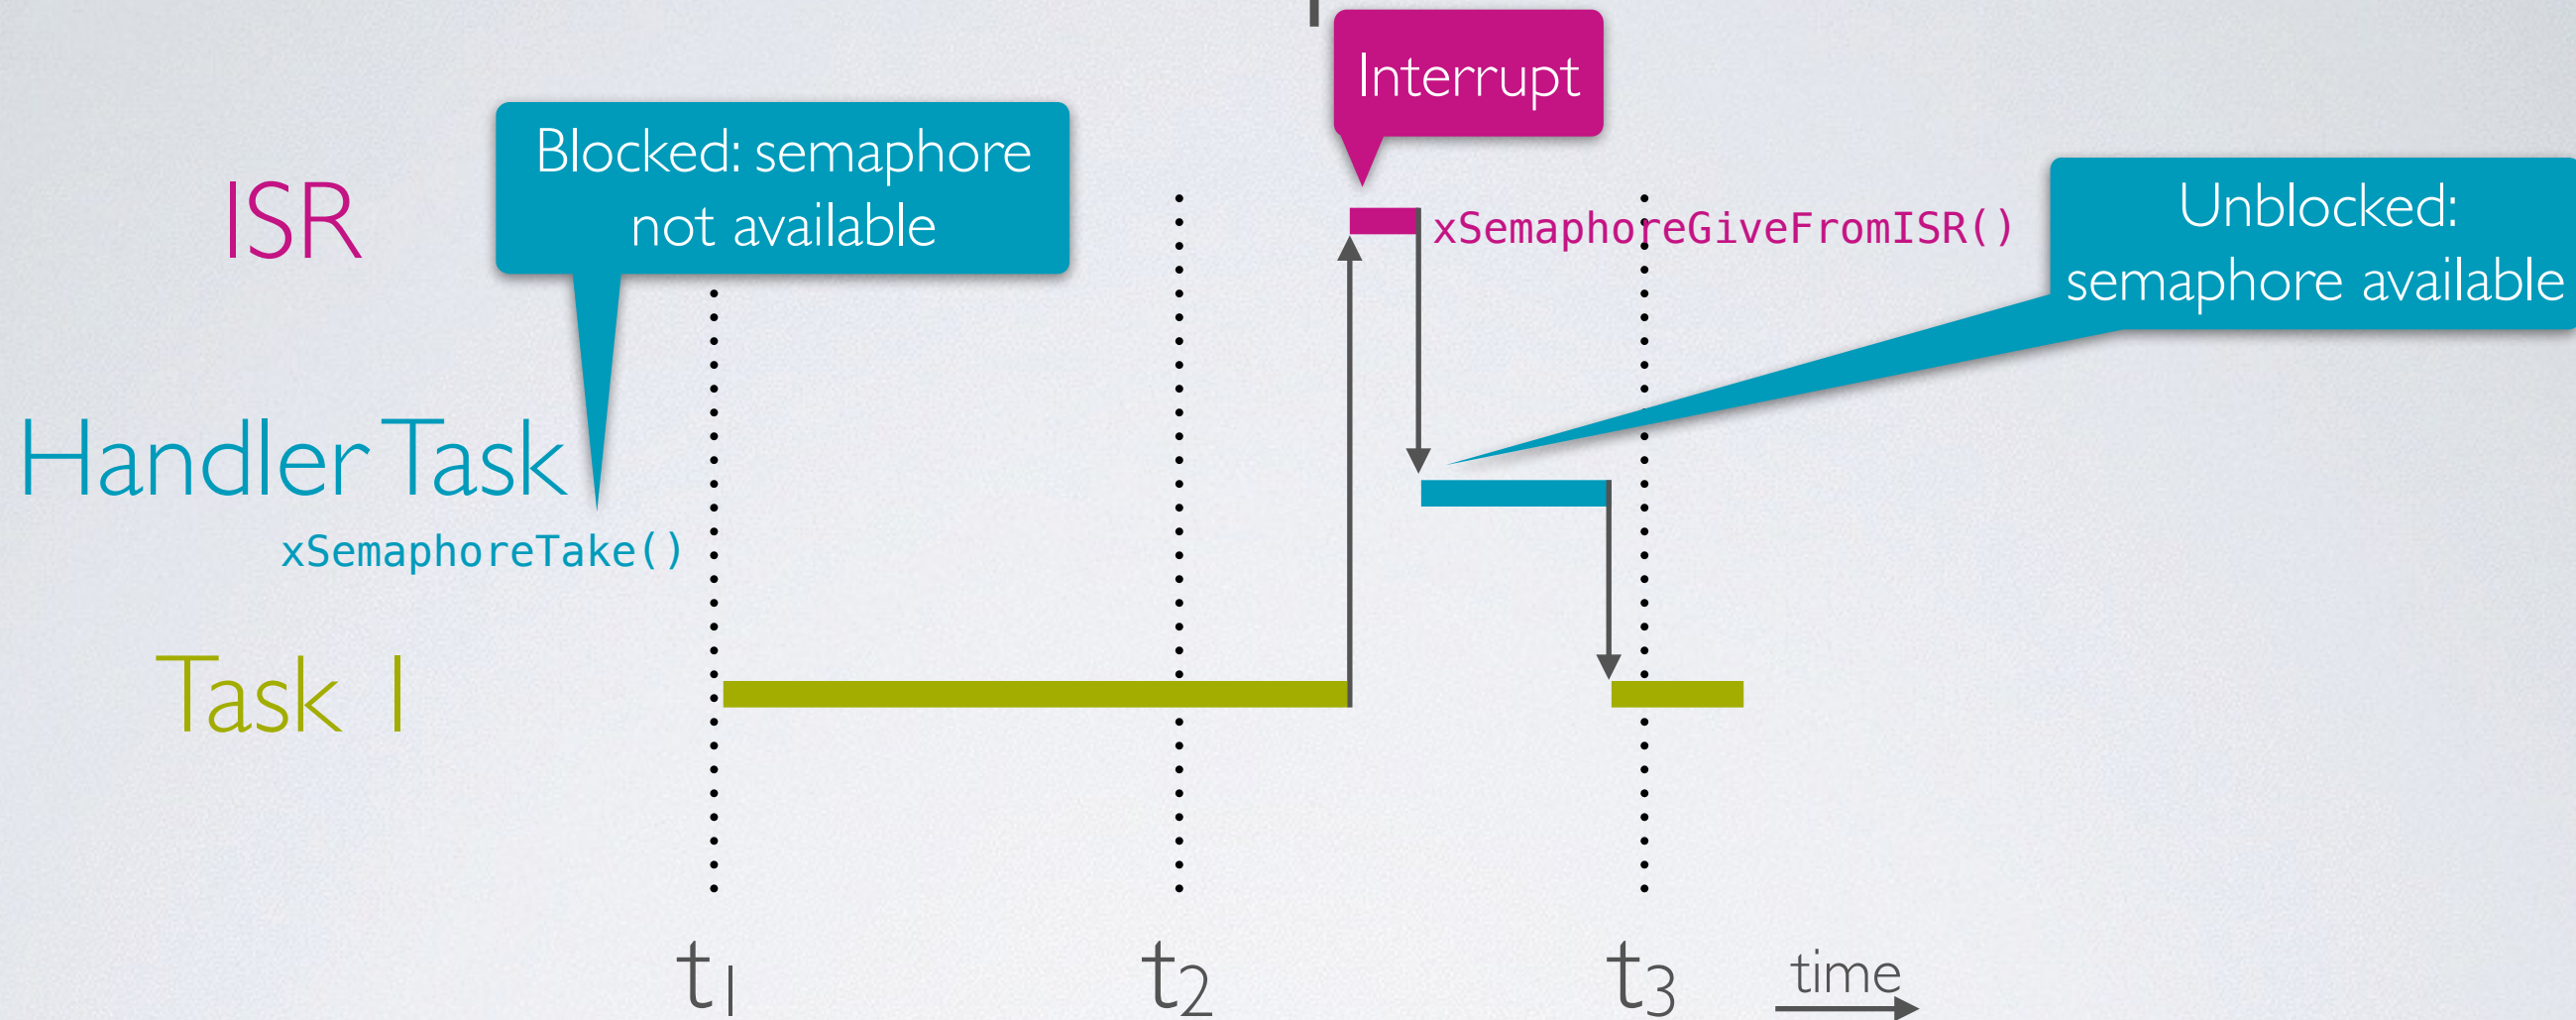 Interrupt
Blocked: semaphore
not available
ISR
xSemaphoreGiveFromISR()
Unblocked:
semaphore available
Handler Task
xSemaphoreTake()
Task 1
t1
t2
t3
time